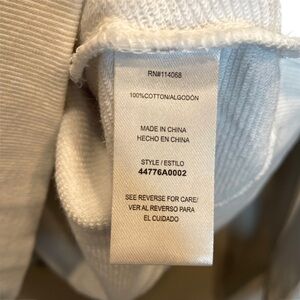 RN#114068
100%COTTON/ALGODÓN
MADE IN CHINA
HECHO EN CHINA
STYLE / ESTILO
44776A0002
SEE REVERSE FOR CARE/
VER AL REVERSO PARA
EL CUIDADO